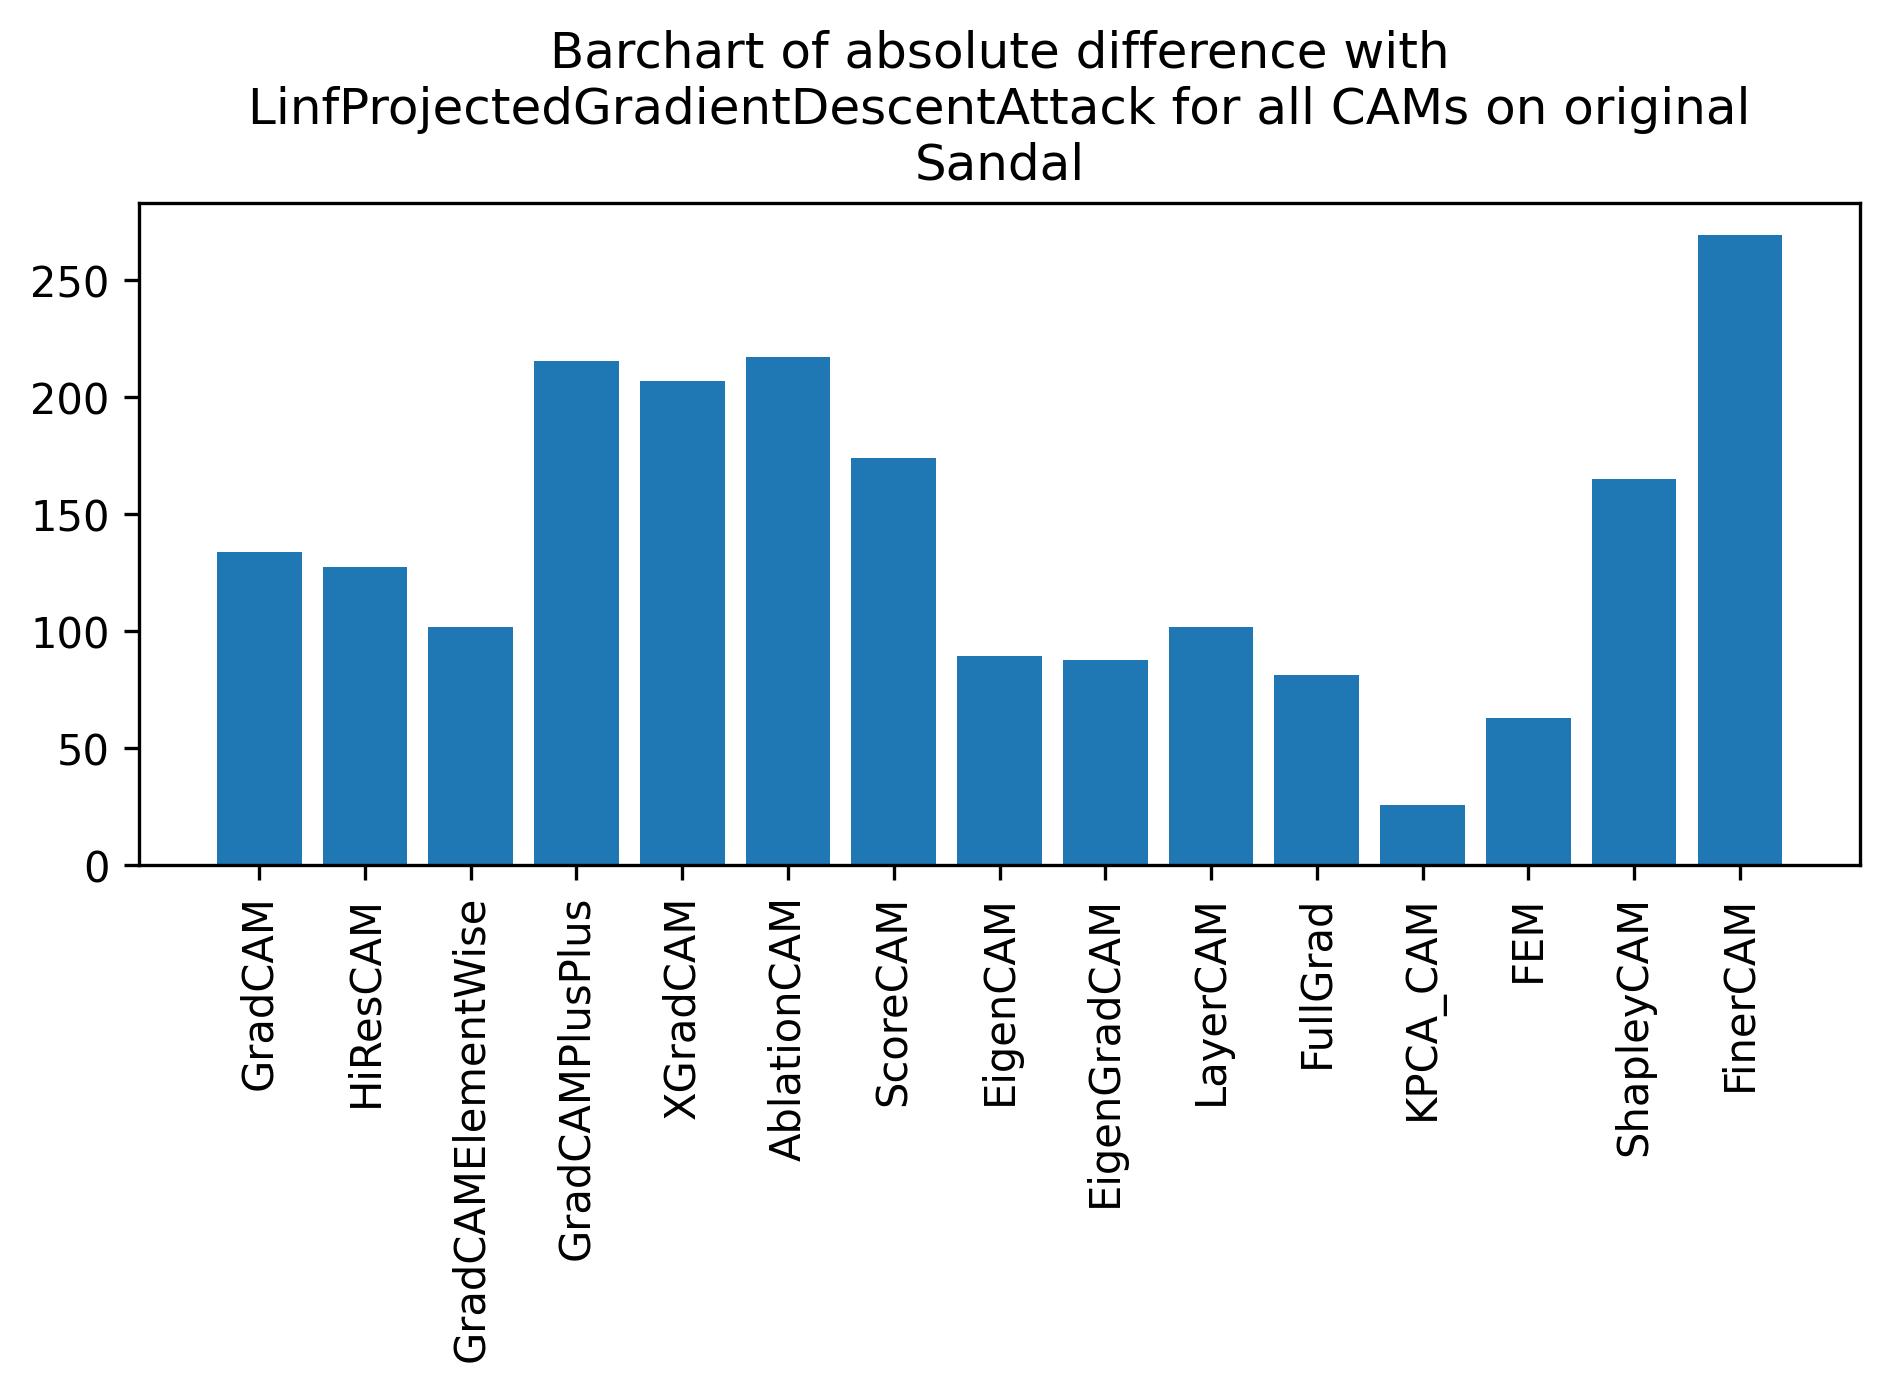 Barchart of absolute difference with
LinfProjectedGradientDescentAttack for all CAMs on original
Sandal
250
200
150
100
50
0
GradCAM
HiResCAM
GradCAMElementWise
GradCAMPlusPlus
XGradCAM
AblationCAM
ScoreCAM
EigenCAM
EigenGradCAM
LayerCAM
FullGrad
KPCA_CAM
FEM
ShapleyCAM
FinerCAM